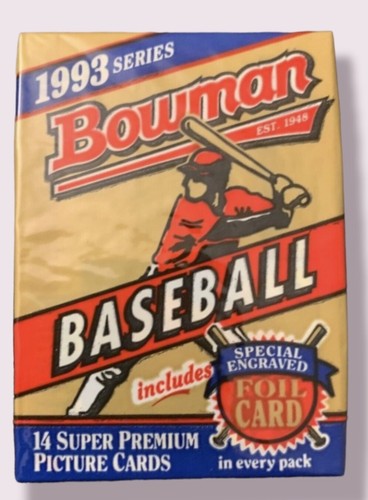 1993 SERIES
Bowman
EST. 1948
BASEBALL
includes
SPECIAL
ENGRAVED
FOIL
CARD
in every pack
14 SUPER PREMIUM
PICTURE CARDS